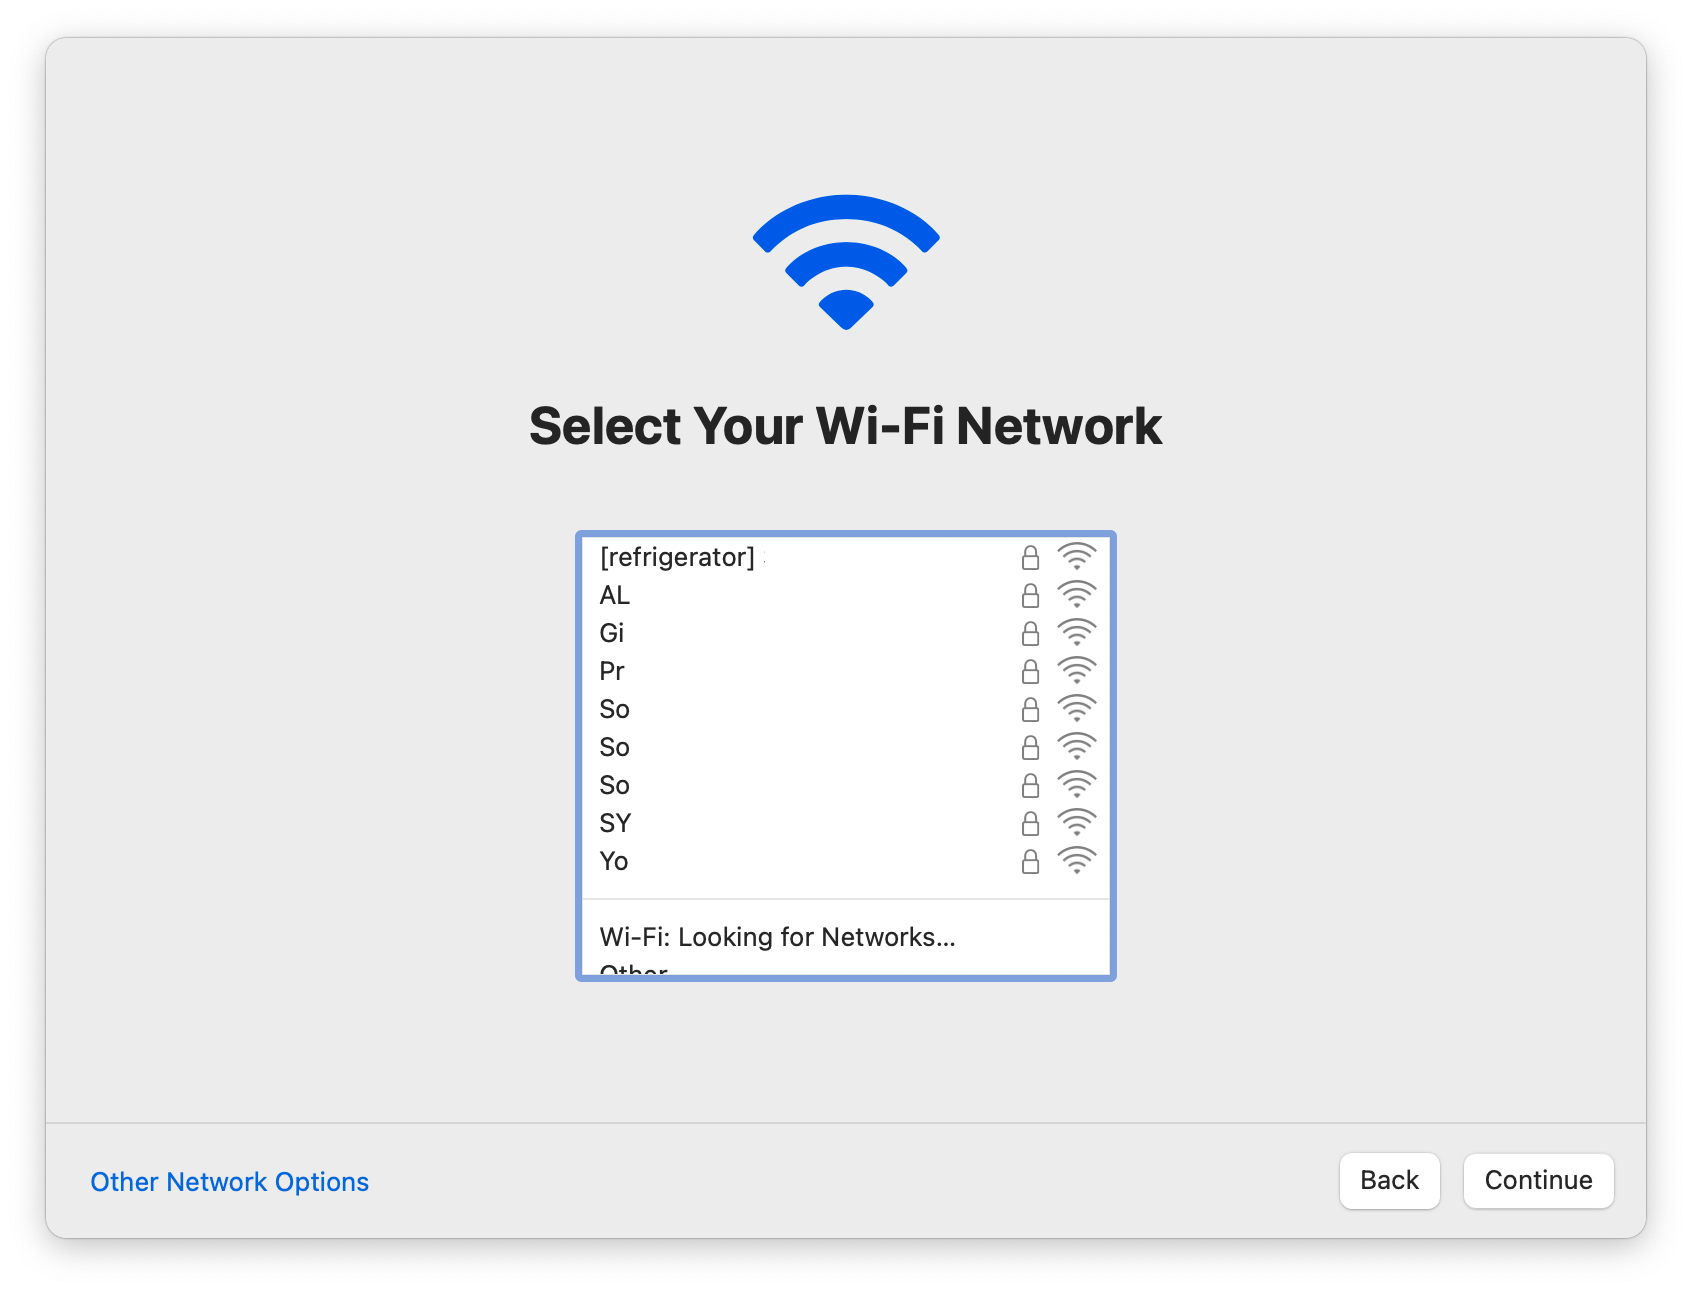 Select Your Wi-Fi Network
[refrigerator]
AL
Gi
Pr
So
So
So
SY
Yo
Wi-Fi: Looking for Networks...
Other
Other Network Options
Back
Continue